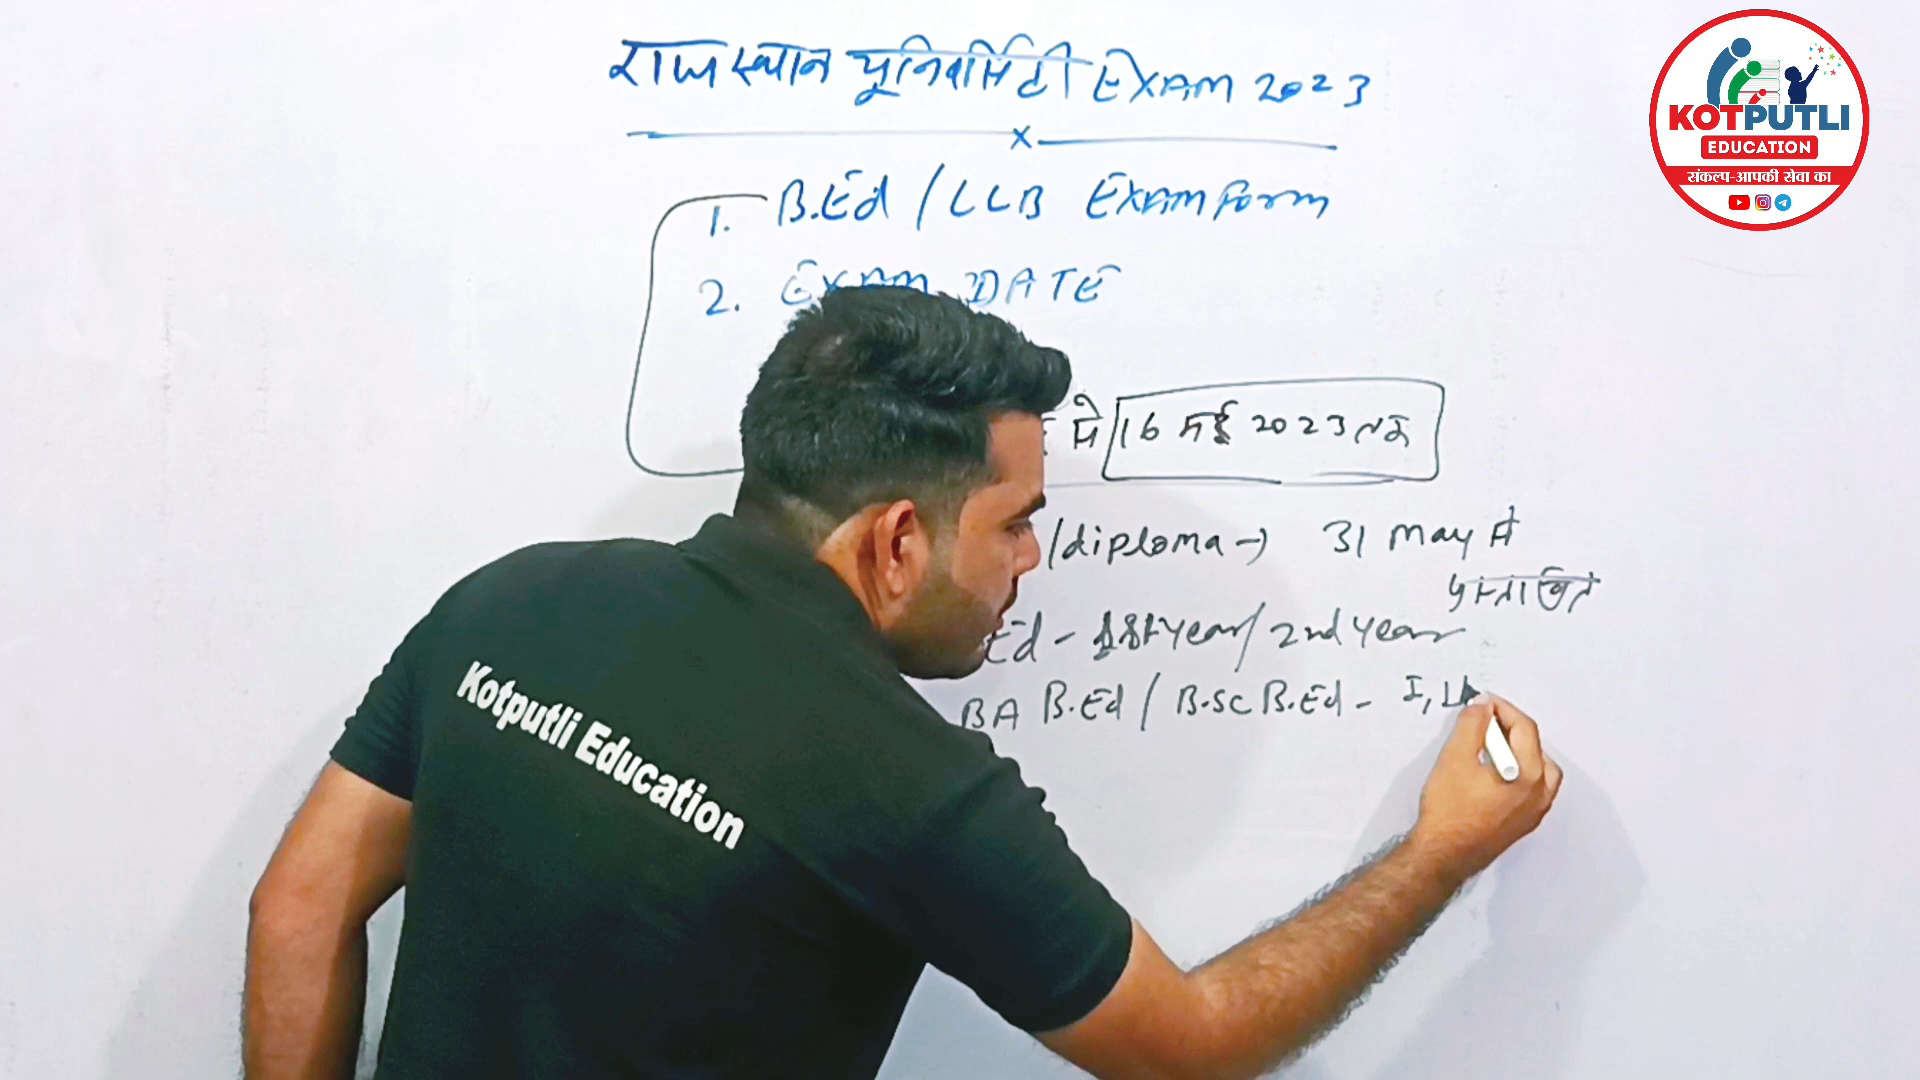 राजस्थान यूनिवर्सिटी EXAM 2023
x
1. B.Ed / LLB EXAM Form
2. EXAM DATE
मे 16 मई 2023 तक
/diploma → 31 May से
प्रस्तावित
Ed - 1st year / 2nd year
BA B.Ed / B.SC B.Ed - I, II
Kotputli Education
KOTPUTLI
EDUCATION
संकल्प-आपकी सेवा का